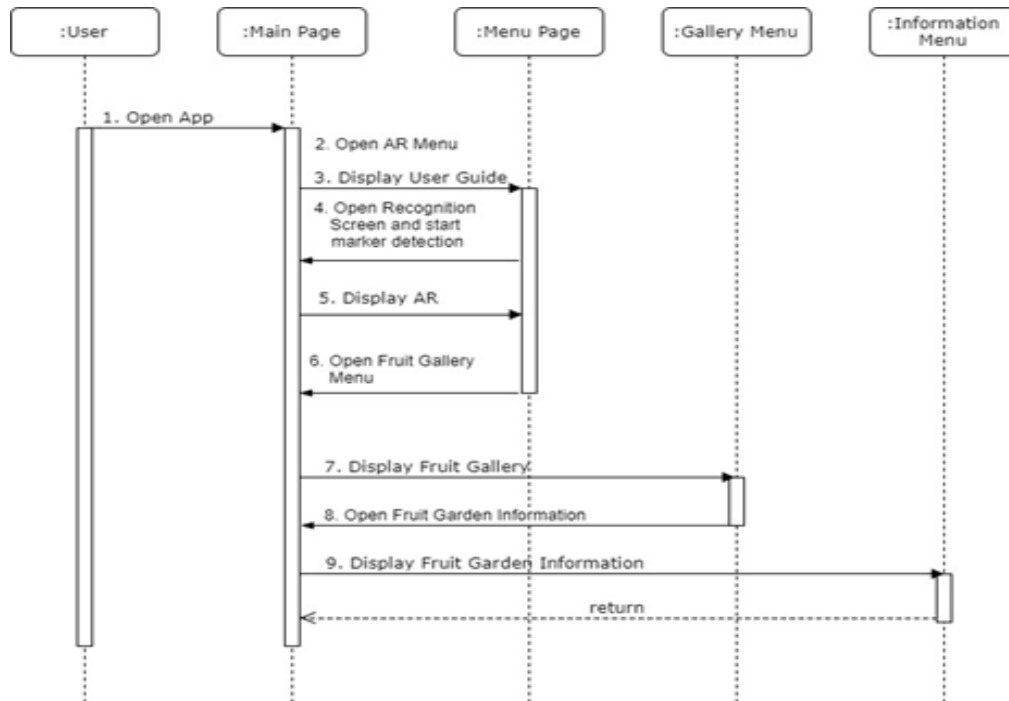 :User
:Main Page
:Menu Page
:Gallery Menu
:Information
Menu
1. Open App
2. Open AR Menu
3. Display User Guide
4. Open Recognition
Screen and start
marker detection
5. Display AR
6. Open Fruit Gallery
Menu
7. Display Fruit Gallery
8. Open Fruit Garden Information
9. Display Fruit Garden Information
return